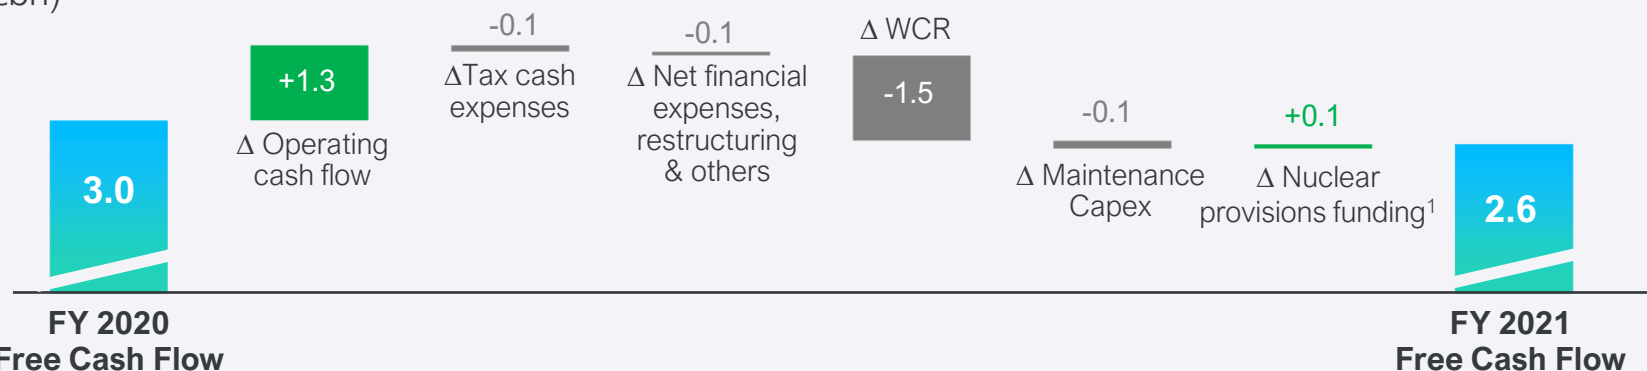 -0.1
-0.1
Δ WCR
+1.3
ΔTax cash
expenses
Δ Net financial
expenses,
restructuring
& others
-1.5
-0.1
+0.1
Δ Operating
cash flow
Δ Maintenance
Capex
Δ Nuclear
provisions funding¹
3.0
2.6
FY 2020
Free Cash Flow
FY 2021
Free Cash Flow